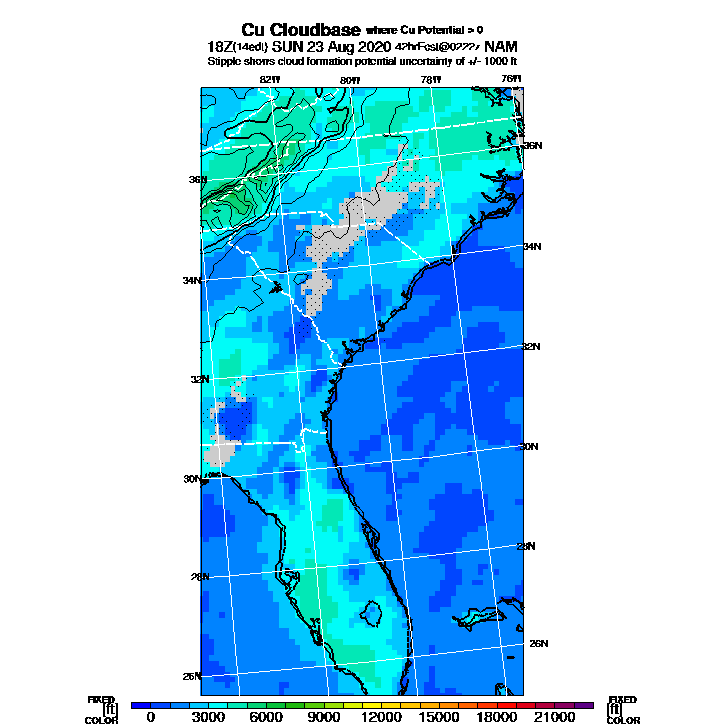 Cu Cloudbase where Cu Potential > 0
18Z(14edt) SUN 23 Aug 2020 42hrFcst@0222z NAM
Stipple shows cloud formation potential uncertainty of +/- 1000 ft
82W 80W 78W 76W
36N
36N
34N
34N
32N
32N
30N
30N
28N
28N
26N
26N
FIXED FIXED
[ft] [ft]
COLOR 0 3000 6000 9000 12000 15000 18000 21000 COLOR